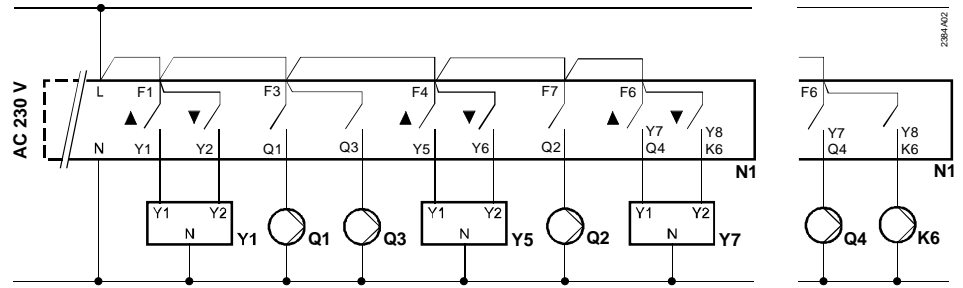 2384A02
AC 230 V
L F1 F3 F4 F7 F6 F6
▲ ▼ ▲ ▼ ▲ ▼
Y7 Y8 Y7 Y8
N Y1 Y2 Q1 Q3 Y5 Y6 Q2 Q4 K6 Q4 K6
N1 N1
Y1 Y2 Y1 Y2 Y1 Y2
N Y1 Q1 Q3 N Y5 Q2 N Y7 Q4 K6